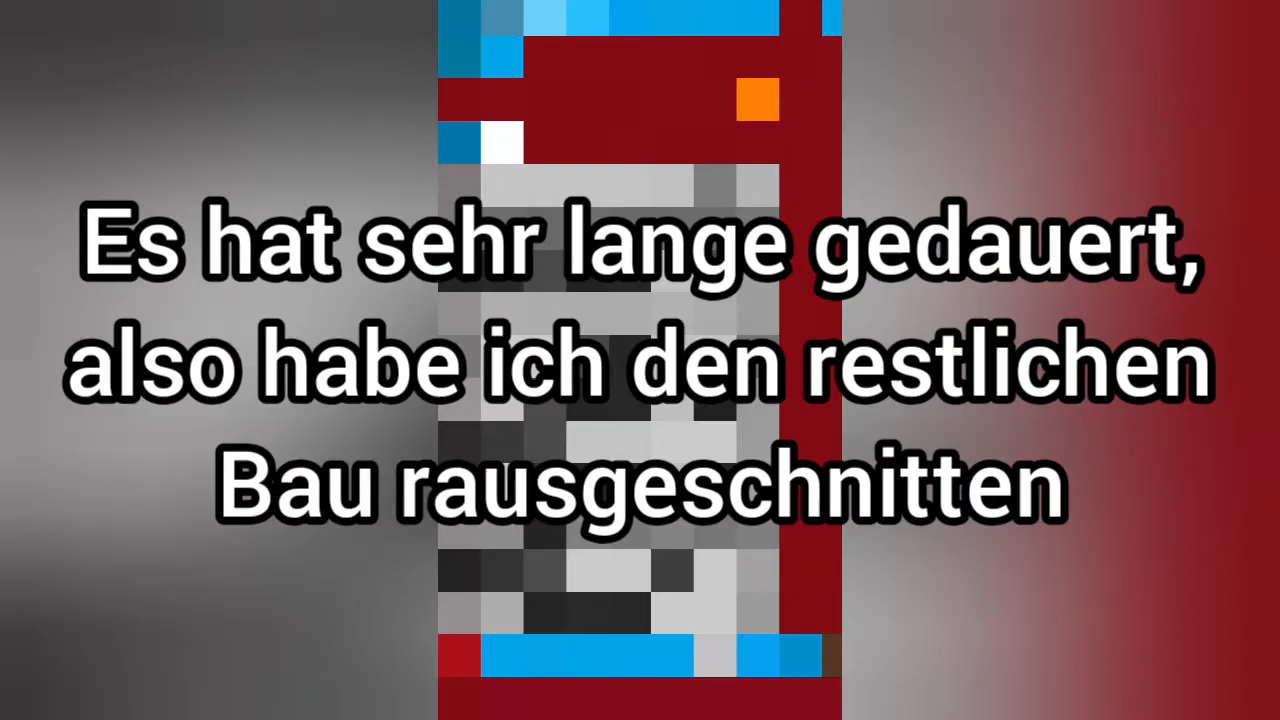 Es hat sehr lange gedauert,
also habe ich den restlichen
Bau rausgeschnitten